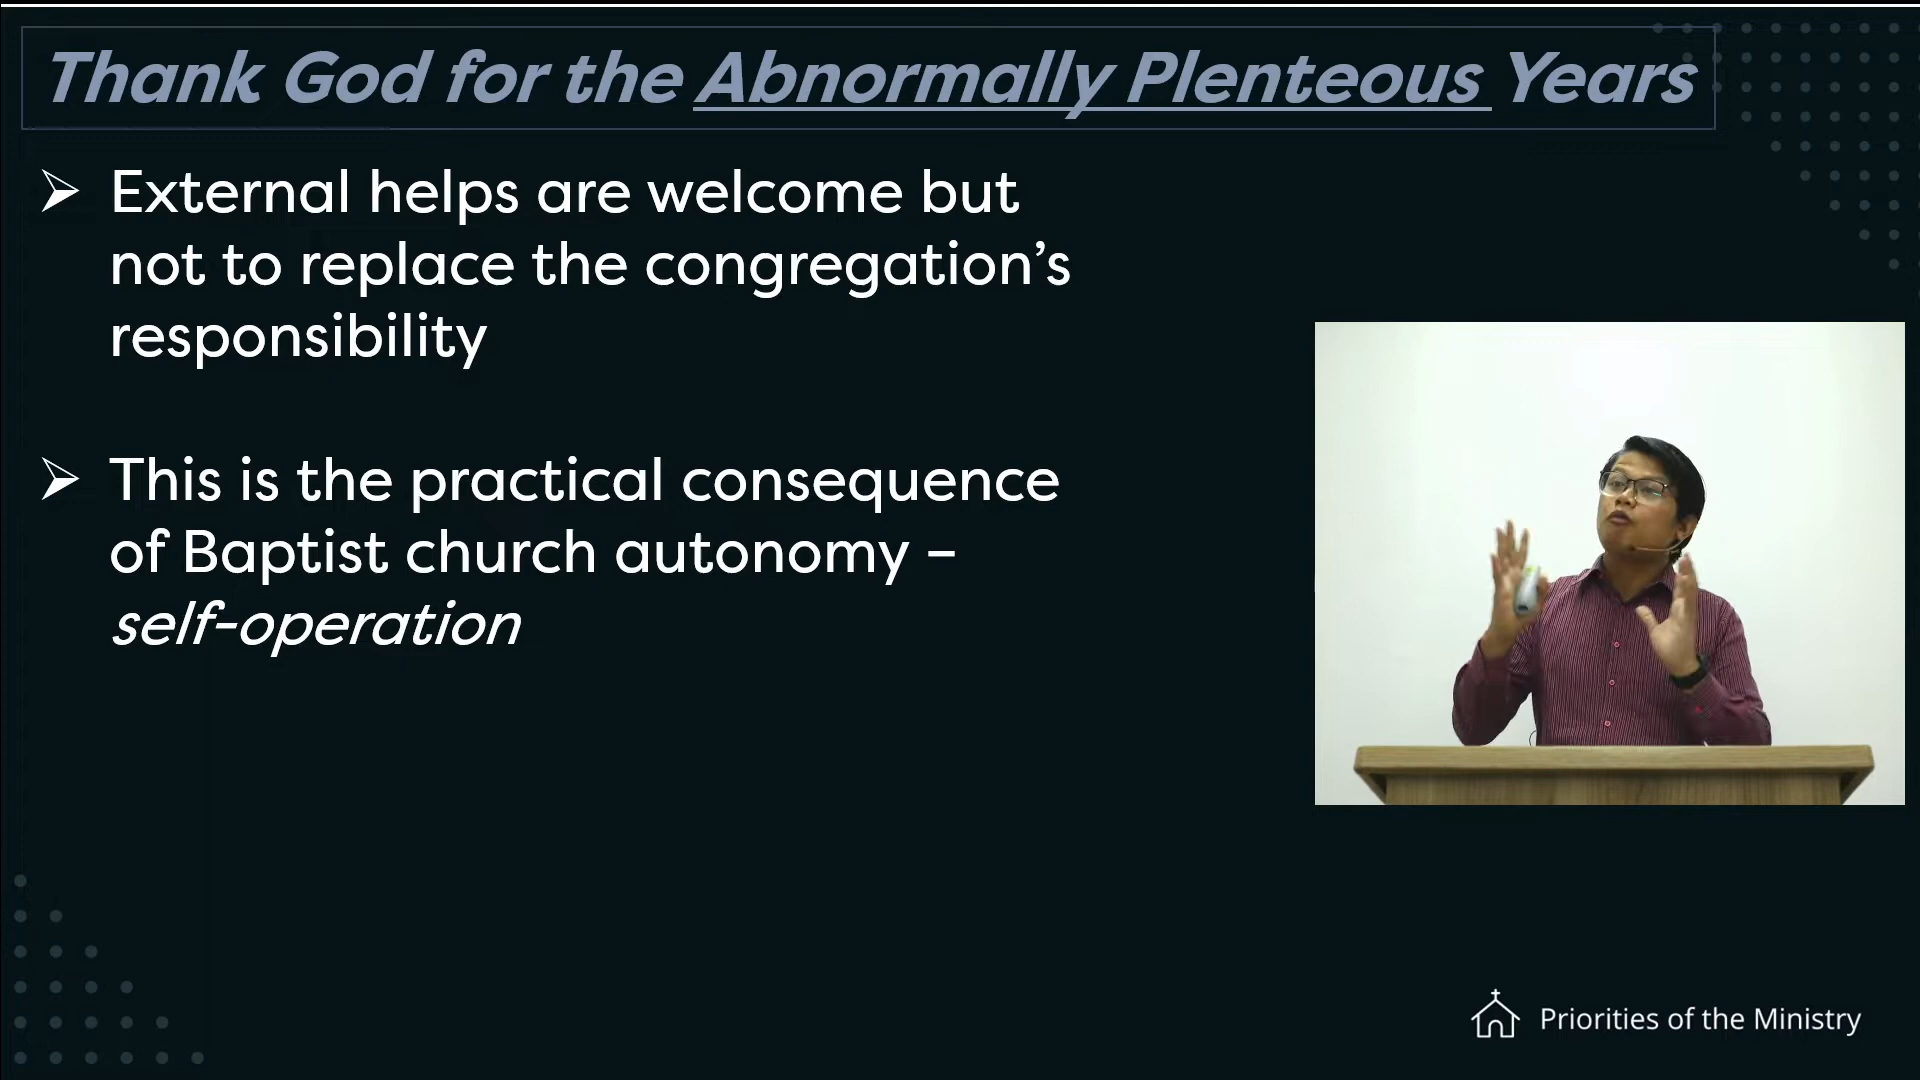 Thank God for the Abnormally Plenteous Years
External helps are welcome but
not to replace the congregation’s
responsibility
This is the practical consequence
of Baptist church autonomy –
self-operation
Priorities of the Ministry